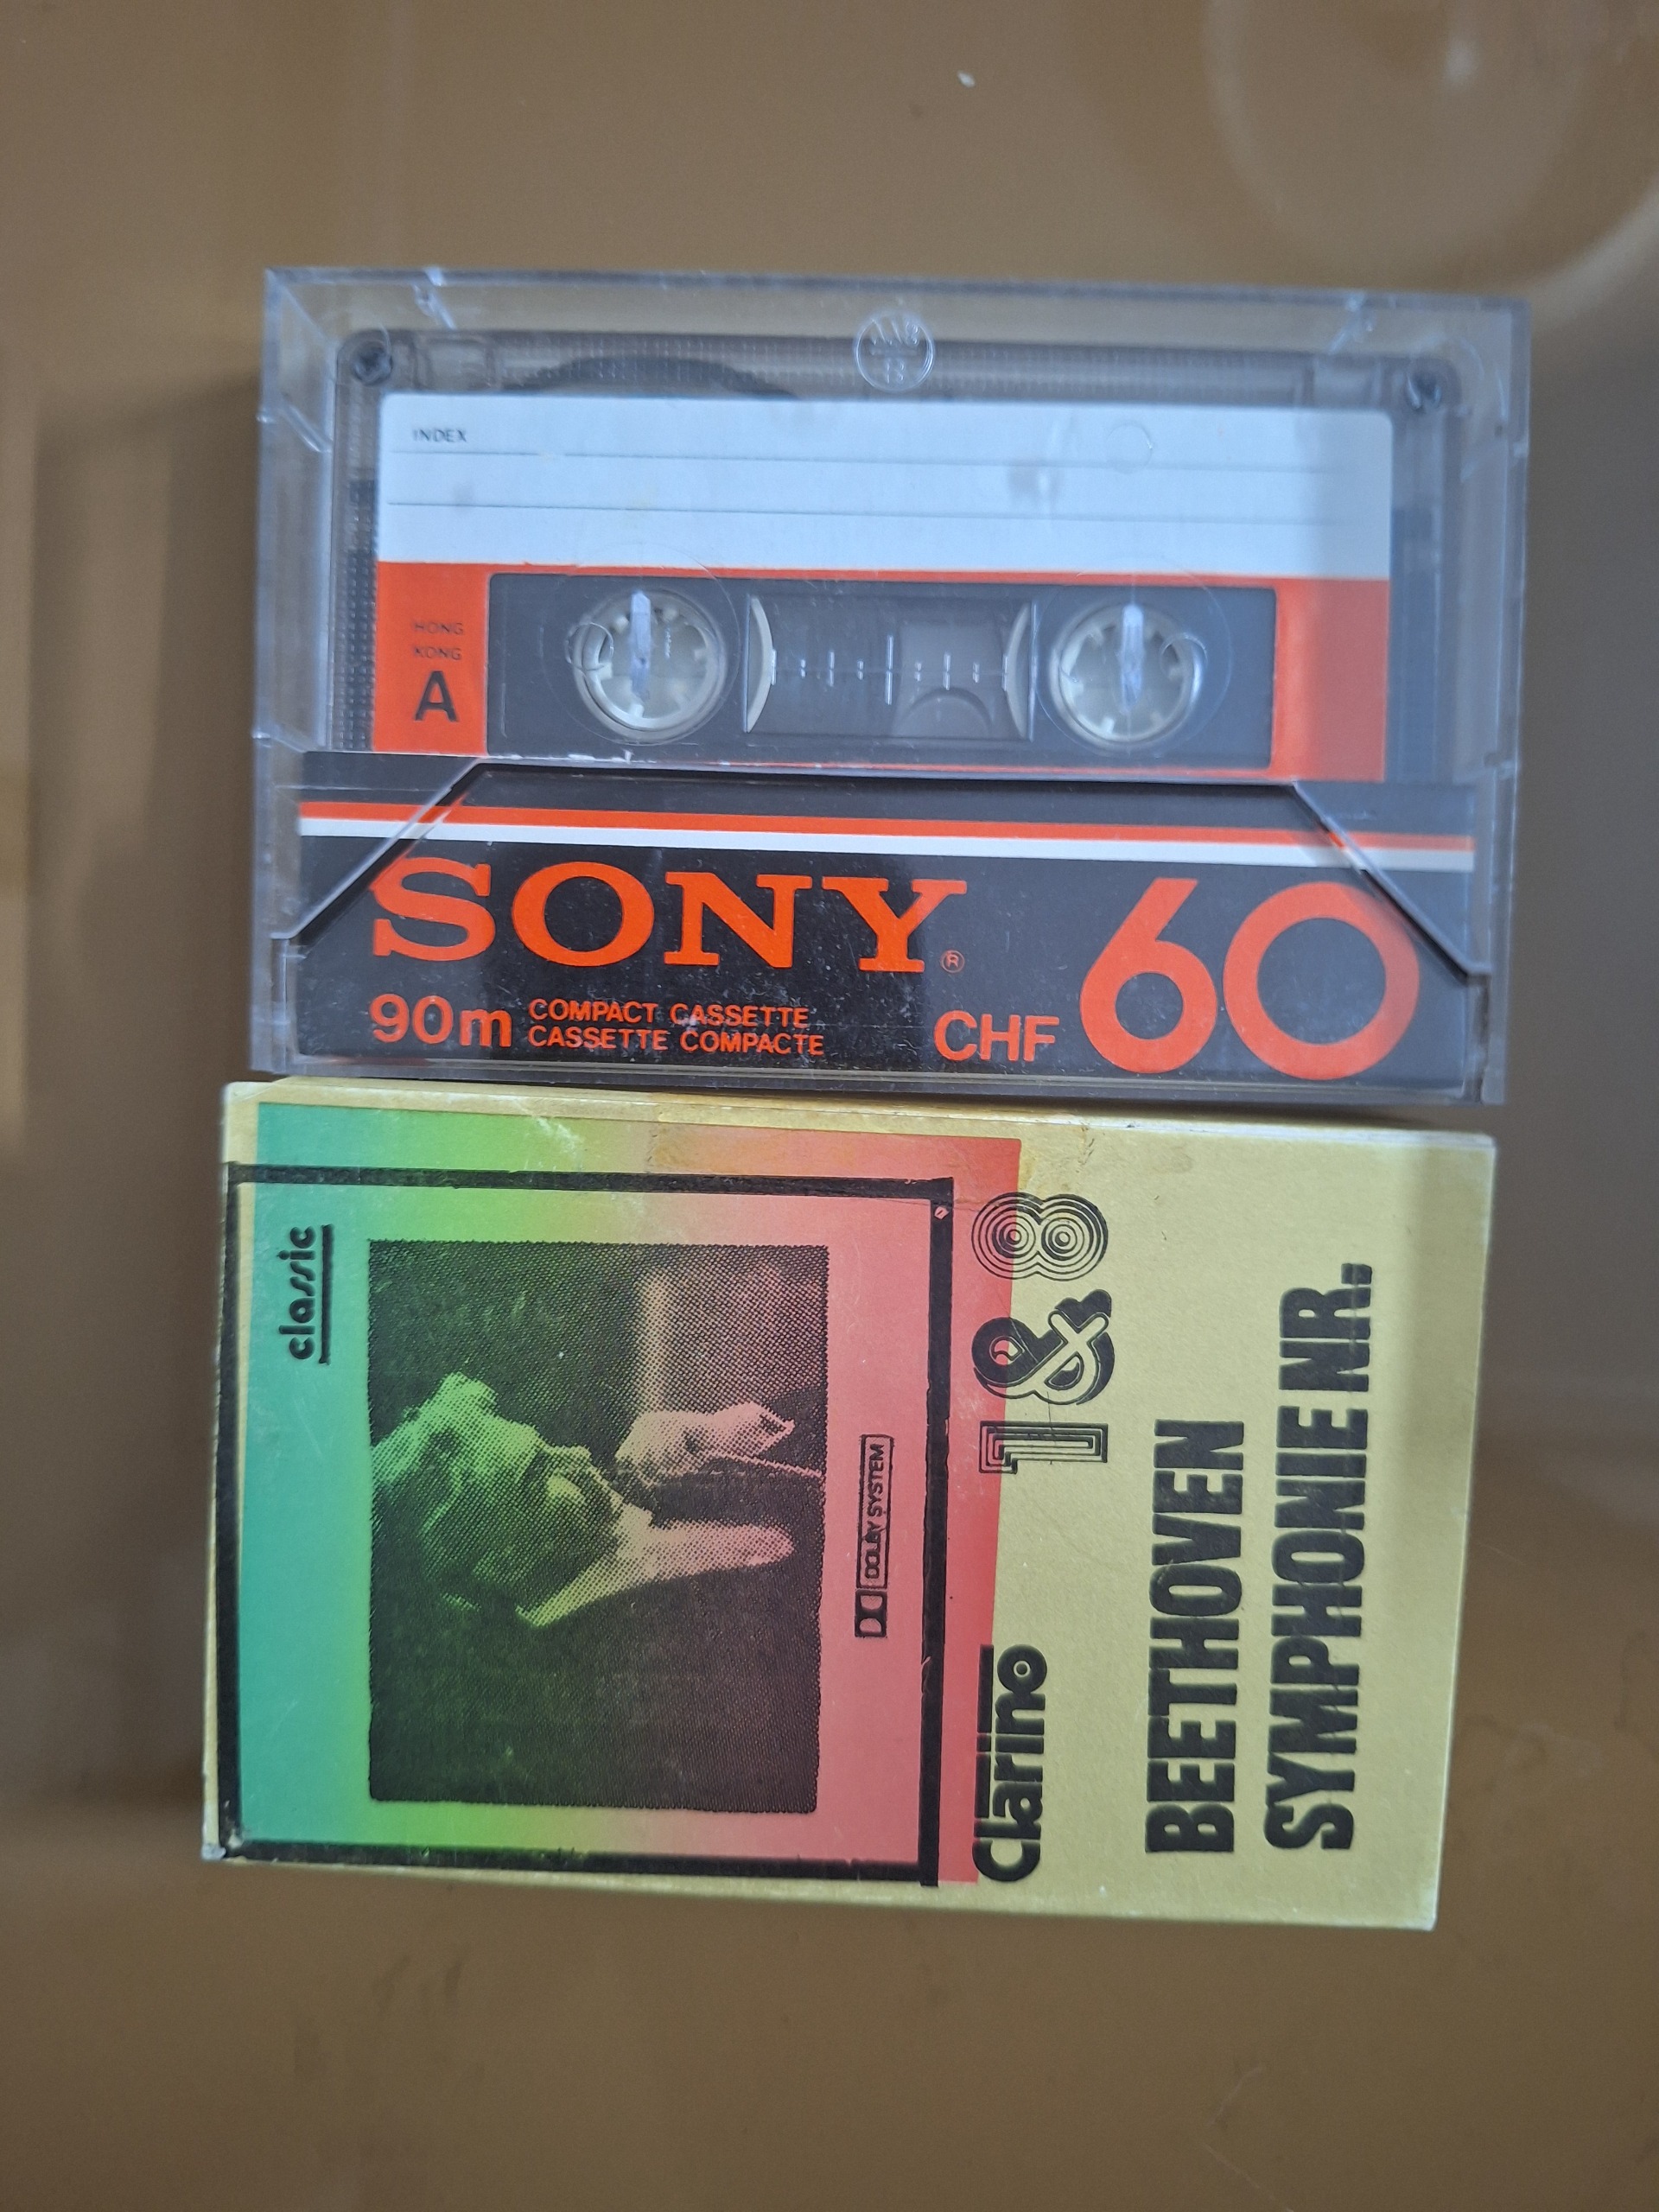 INDEX
HONG
KONG
A
SONY®
90m COMPACT CASSETTE
CASSETTE COMPACTE
CHF 60
classic
DOLBY SYSTEM
Clarino 1&8
BEETHOVEN
SYMPHONIE NR.